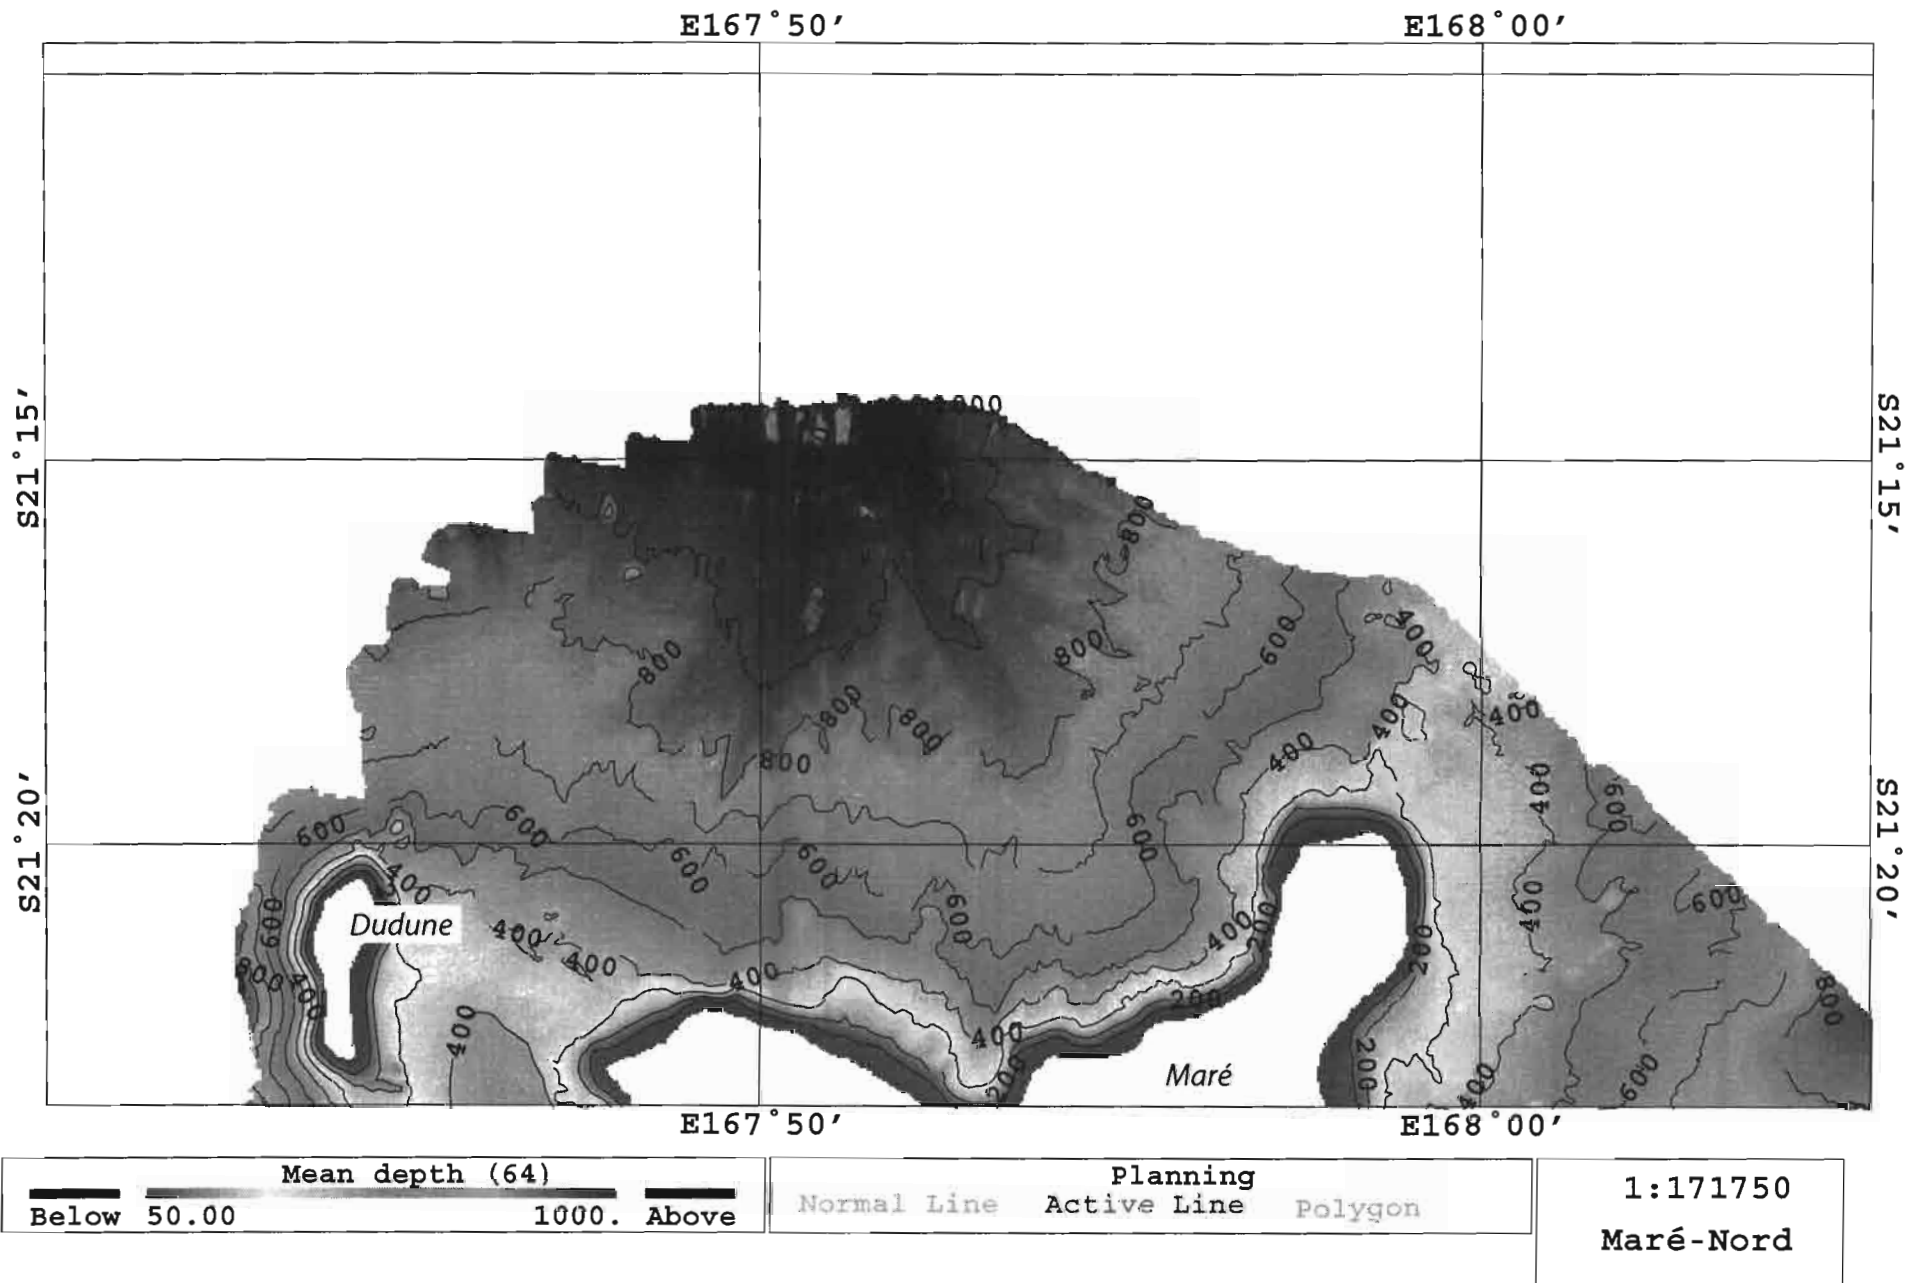 E167°50′ E168°00′
1000
S21°15′ S21°15′
800
600
400
800
800
400
800 800 400
800
400
S21°20′ S21°20′
400 600
600 600 600
600 600
400 600
600 Dudune 400 600 400 200 400
400 400 200
800 400 400
200 800
400 400
200 200 600
Maré 400
E167°50′ E168°00′
Mean depth (64)
Below 50.00 1000. Above
Planning
Normal Line Active Line Polygon
1:171750
Maré-Nord